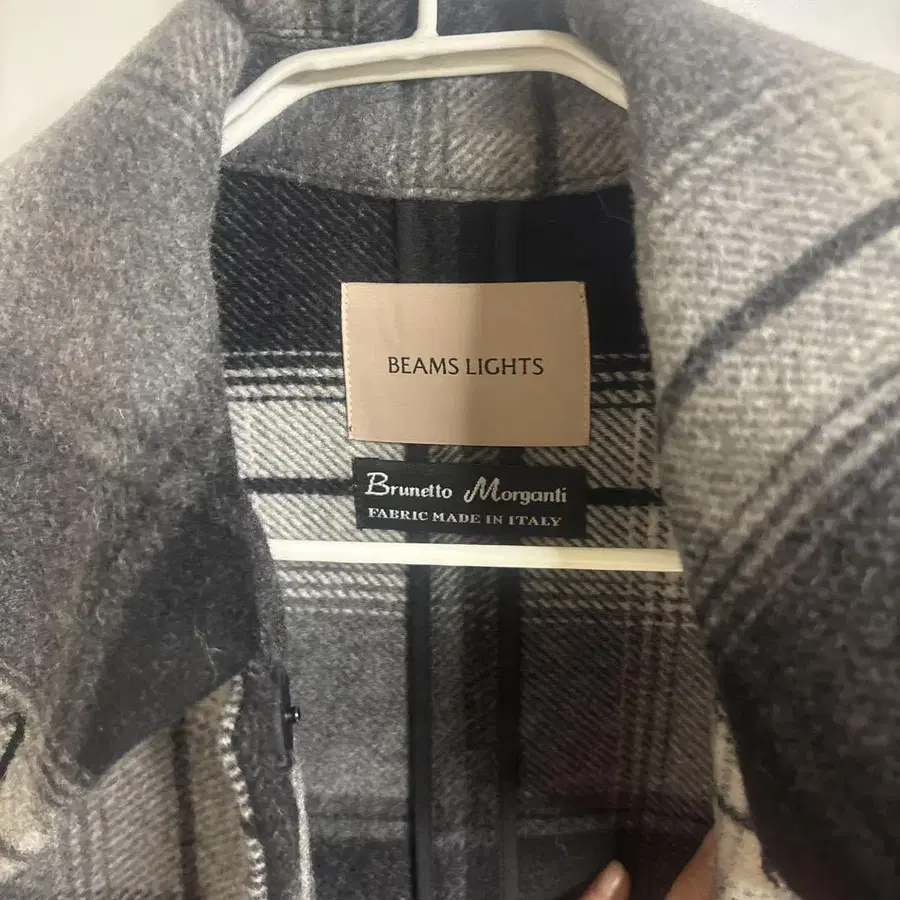 BEAMS LIGHTS
Brunetto Morganti
FABRIC MADE IN ITALY